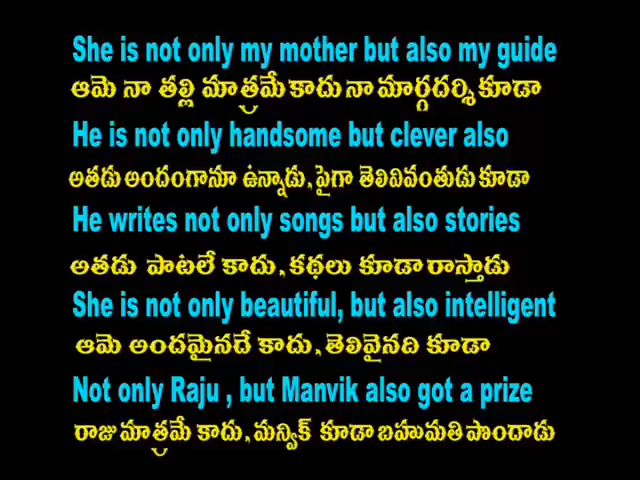 She is not only my mother but also my guide
ఆమె నా తల్లి మాత్రమే కాదు నా మార్గదర్శి కూడా
He is not only handsome but clever also
అతడు అందంగానూ ఉన్నాడు, పైగా తెలివివంతుడు కూడా
He writes not only songs but also stories
అతడు పాటలే కాదు, కథలు కూడా రాస్తాడు
She is not only beautiful, but also intelligent
ఆమె అందమైనదే కాదు, తెలివైనది కూడా
Not only Raju , but Manvik also got a prize
రాజు మాత్రమే కాదు, మన్విక్ కూడా బహుమతి పొందాడు